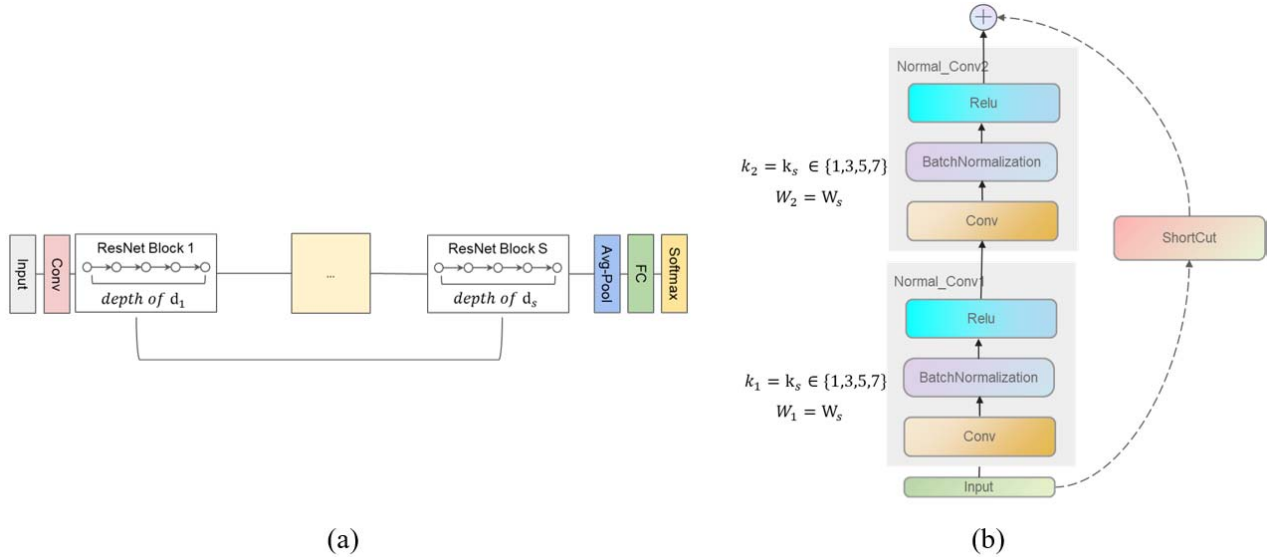 Input
Conv
ResNet Block 1
depth of d₁
...
ResNet Block S
depth of dₛ
Avg-Pool
FC
Softmax
(a)
Normal_Conv2
Relu
BatchNormalization
Conv
k₂ = kₛ ∈ {1,3,5,7}
W₂ = Wₛ
ShortCut
Normal_Conv1
Relu
BatchNormalization
Conv
k₁ = kₛ ∈ {1,3,5,7}
W₁ = Wₛ
Input
(b)